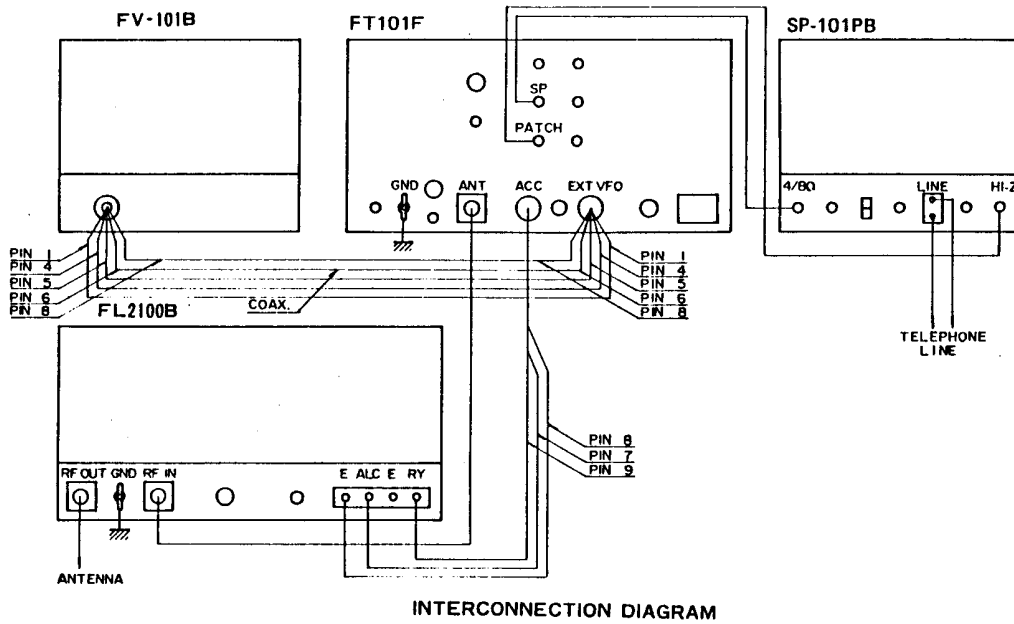 FV-101B
FT101F
SP-101PB
SP
PATCH
GND
ANT
ACC
EXT VFO
4/8Ω
LINE
HI-Z
PIN 1
PIN 4
PIN 5
PIN 6
PIN 8
COAX.
PIN 1
PIN 4
PIN 5
PIN 6
PIN 8
TELEPHONE
LINE
FL2100B
PIN 8
PIN 7
PIN 9
RF OUT GND RF IN
E ALC E RY
ANTENNA
INTERCONNECTION DIAGRAM